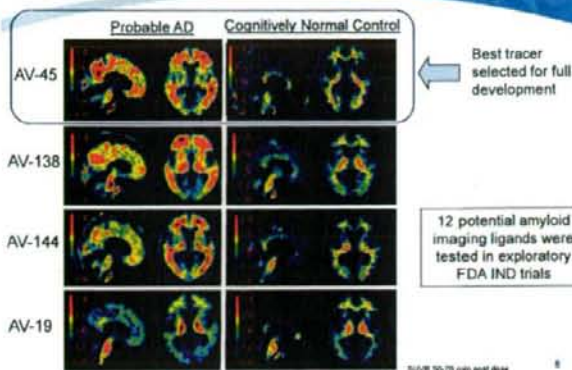 Probable AD
Cognitively Normal Control
AV-45
Best tracer
selected for full
development
AV-138
AV-144
12 potential amyloid
imaging ligands were
tested in exploratory
FDA IND trials
AV-19